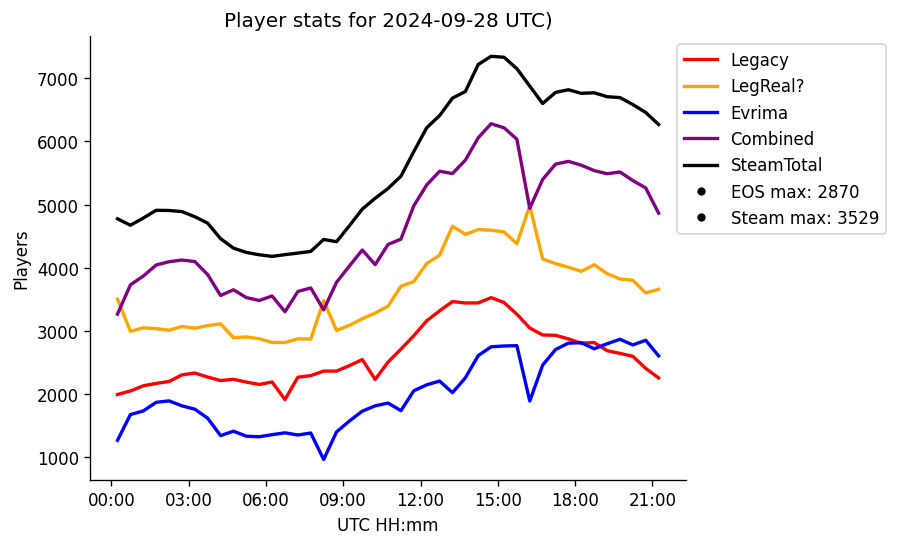 Player stats for 2024-09-28 UTC)
Players
7000
6000
5000
4000
3000
2000
1000
00:00 03:00 06:00 09:00 12:00 15:00 18:00 21:00
UTC HH:mm
Legacy
LegReal?
Evrima
Combined
SteamTotal
EOS max: 2870
Steam max: 3529